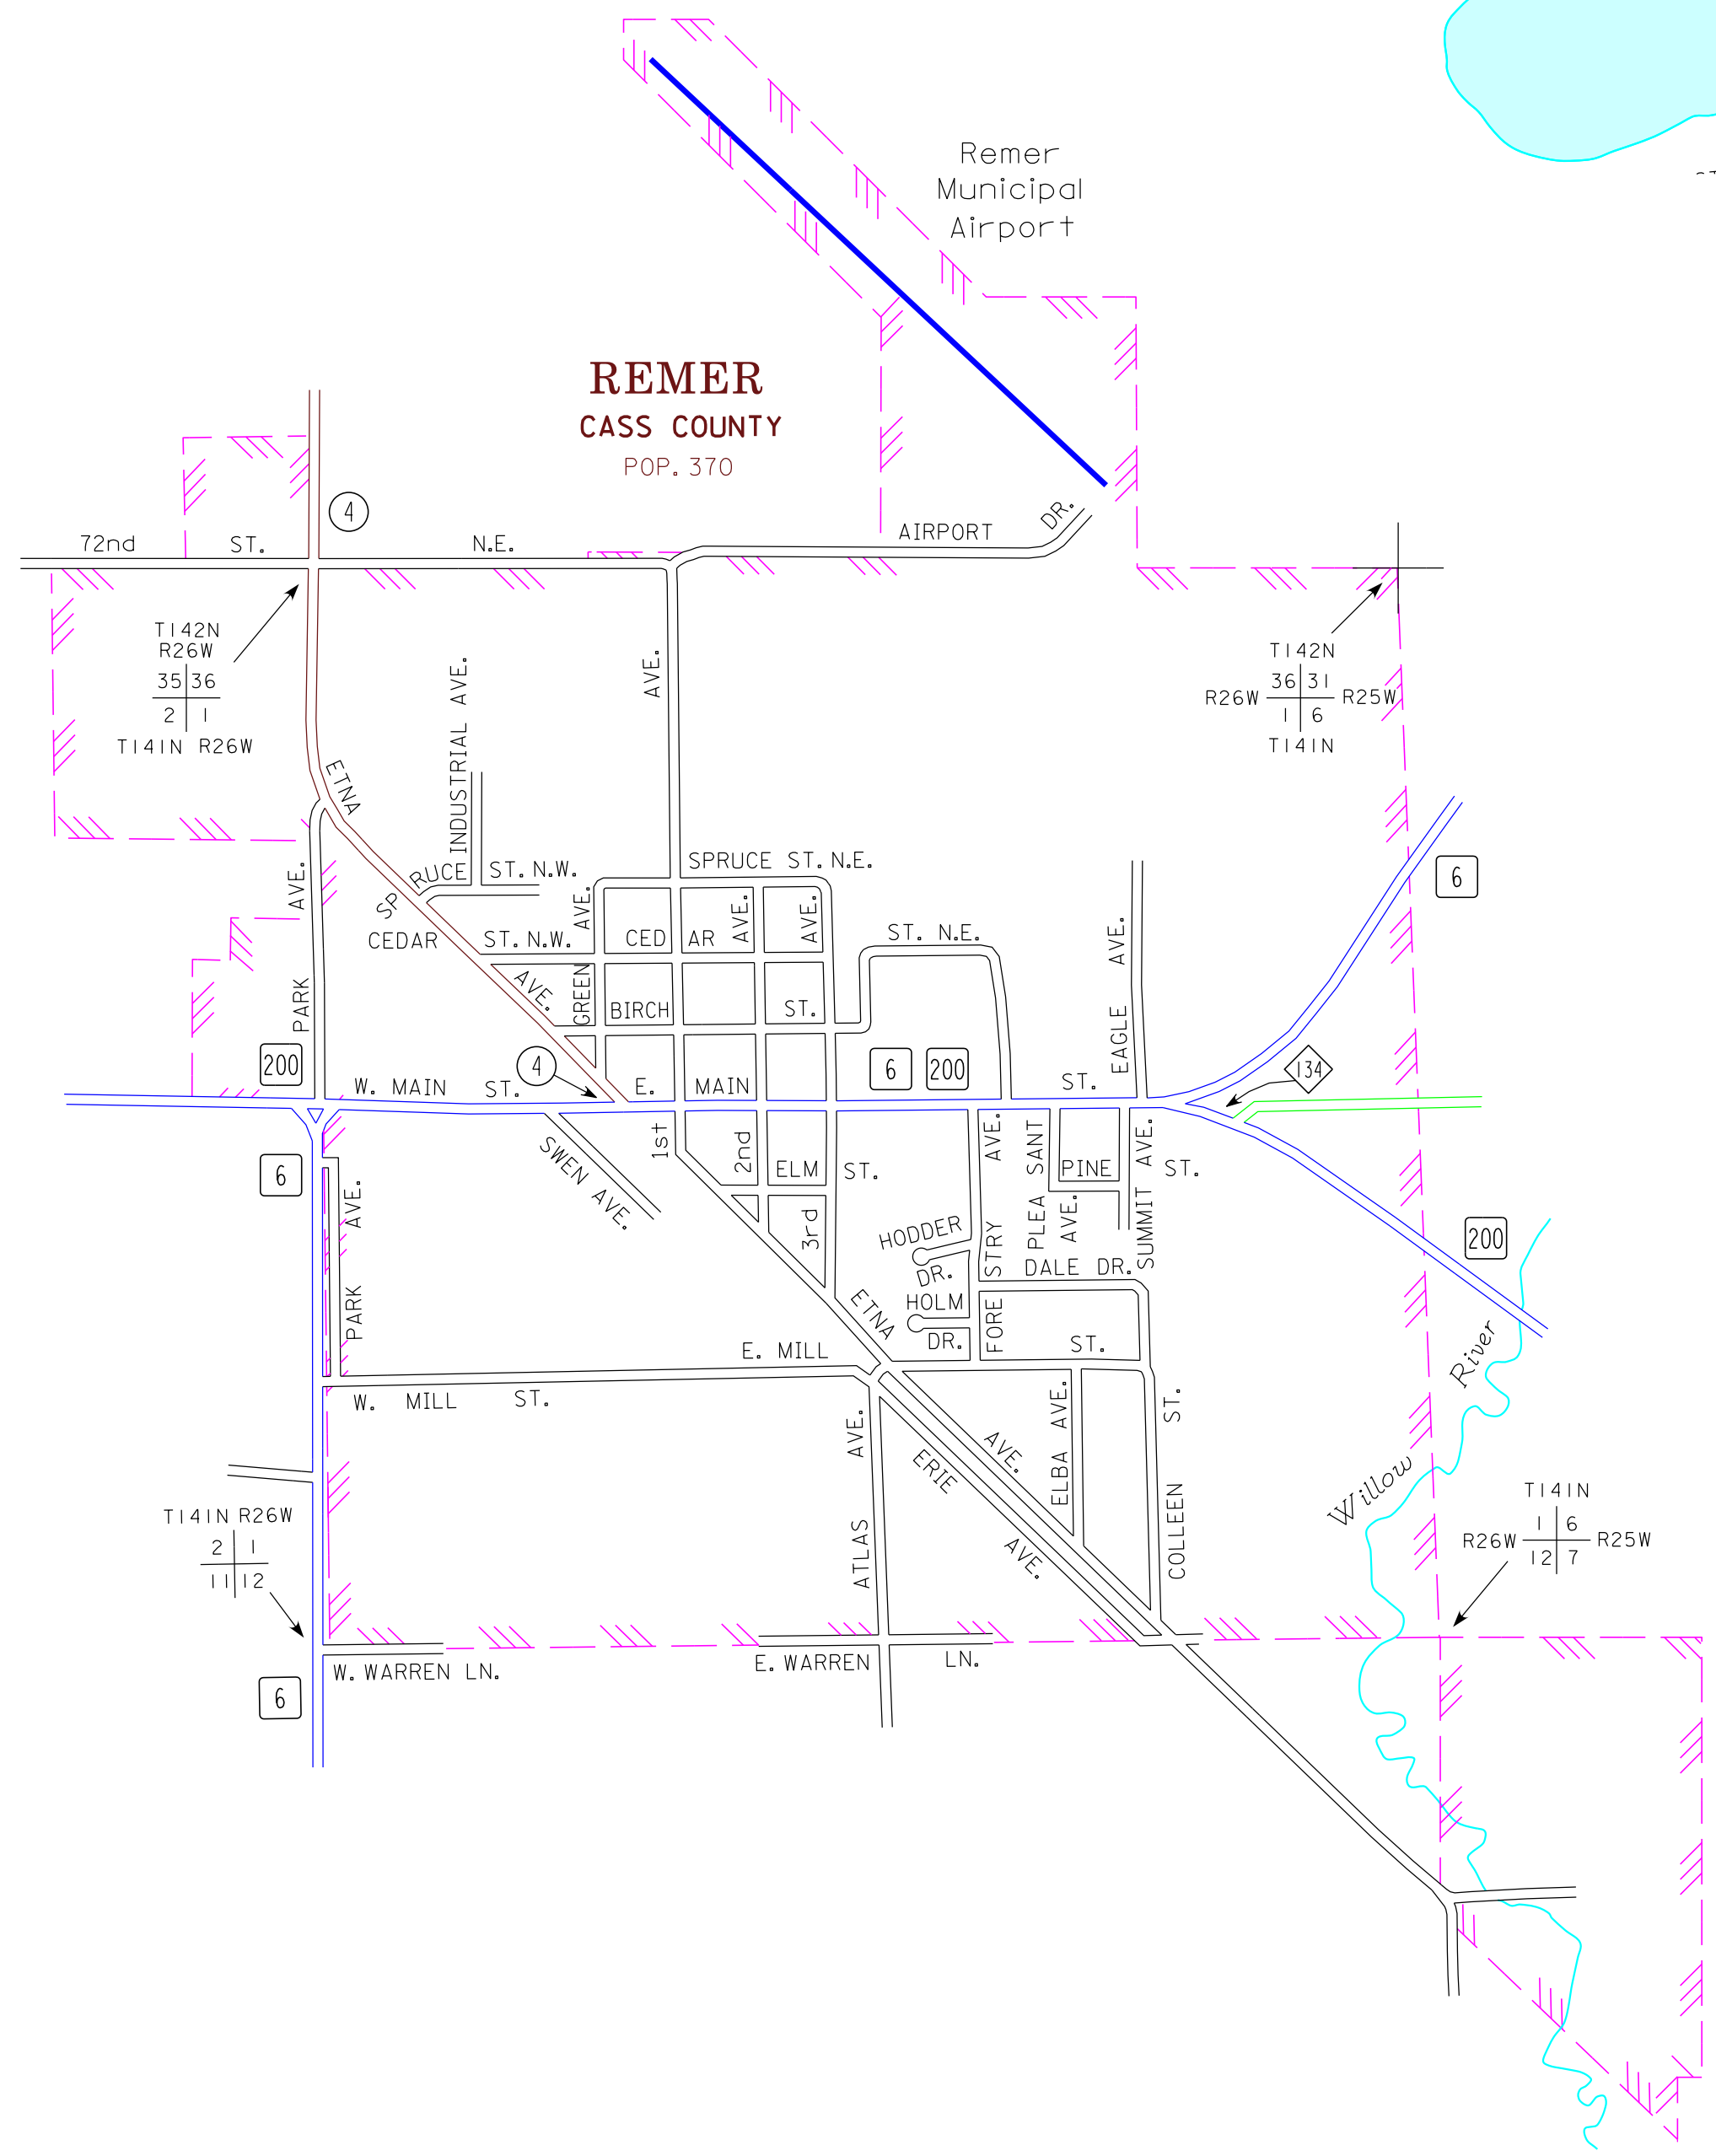 Remer
Municipal
Airport
REMER
CASS COUNTY
POP. 370
4
72nd ST. N.E.
AIRPORT DR.
T142N
R26W
35 36
2 1
T141N R26W
T142N
R26W 36 31 R25W
1 6
T141N
ETNA
INDUSTRIAL AVE.
AVE.
SPRUCE ST. N.W.
SPRUCE ST. N.E.
6
PARK AVE.
CEDAR ST. N.W.
GREEN AVE.
CEDAR
AVE.
AVE.
ST. N.E.
EAGLE AVE.
AVE.
BIRCH ST.
200
4
6
200
134
W. MAIN ST.
E. MAIN ST.
6
SWEN AVE.
1st
2nd
ELM ST.
3rd
FORESTRY AVE.
PLEASANT AVE.
PINE ST.
SUMMIT AVE.
200
PARK AVE.
HODDER
DR.
DALE DR.
HOLM
DR.
ETNA
E. MILL ST.
W. MILL ST.
Willow River
ATLAS AVE.
ERIE AVE.
AVE.
ELBA AVE.
COLLEEN ST.
T141N R26W
2 1
11 12
T141N
1 6
R26W R25W
12 7
6
W. WARREN LN.
E. WARREN LN.